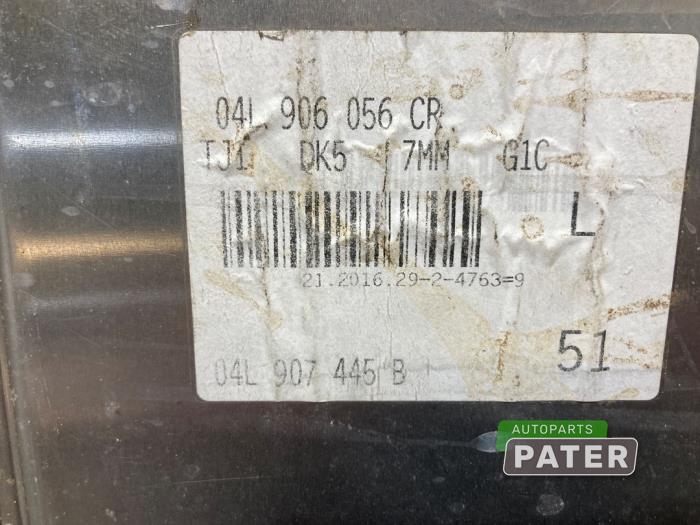 04L 906 056 CR
TJ1 DK5 7MM G1C
L
21.2016.29-2-4763=9
51
04L 907 445 B
AUTOPARTS
PATER